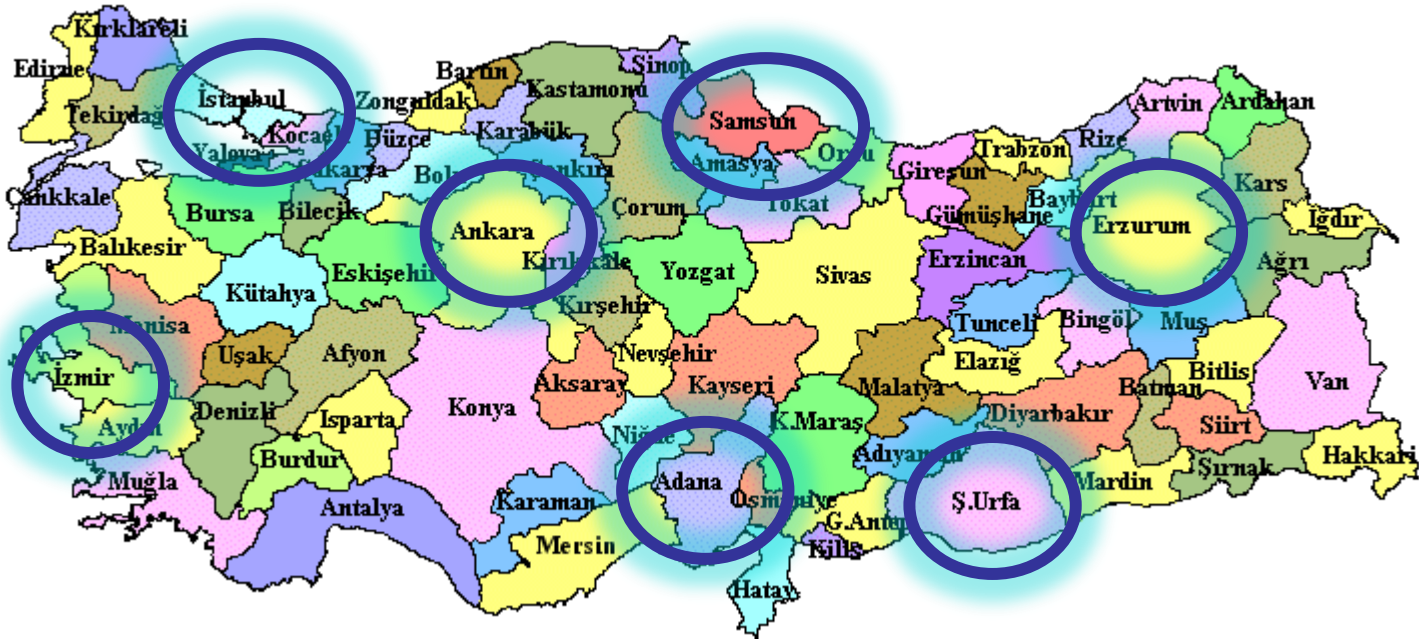 Kırklareli
Edirne
Tekirdağ
İstanbul
Kocaeli
Yalova
Sakarya
Düzce
Zonguldak
Bartın
Karabük
Kastamonu
Sinop
Samsun
Amasya
Ordu
Tokat
Giresun
Gümüşhane
Trabzon
Bayburt
Rize
Artvin
Ardahan
Kars
Iğdır
Ağrı
Erzurum
Erzincan
Çankkale
Balıkesir
Bursa
Bilecik
Bolu
Çankırı
Çorum
Ankara
Kırıkkale
Kırşehir
Yozgat
Sivas
Eskişehir
Kütahya
Manisa
Uşak
Afyon
İzmir
Aydın
Denizli
Isparta
Burdur
Muğla
Antalya
Konya
Aksaray
Nevşehir
Kayseri
Niğde
Karaman
Mersin
Adana
Osmaniye
Hatay
K.Maraş
Malatya
Adıyaman
G.Antep
Kilis
Ş.Urfa
Tunceli
Elazığ
Bingöl
Muş
Bitlis
Diyarbakır
Batman
Siirt
Mardin
Şırnak
Van
Hakkari